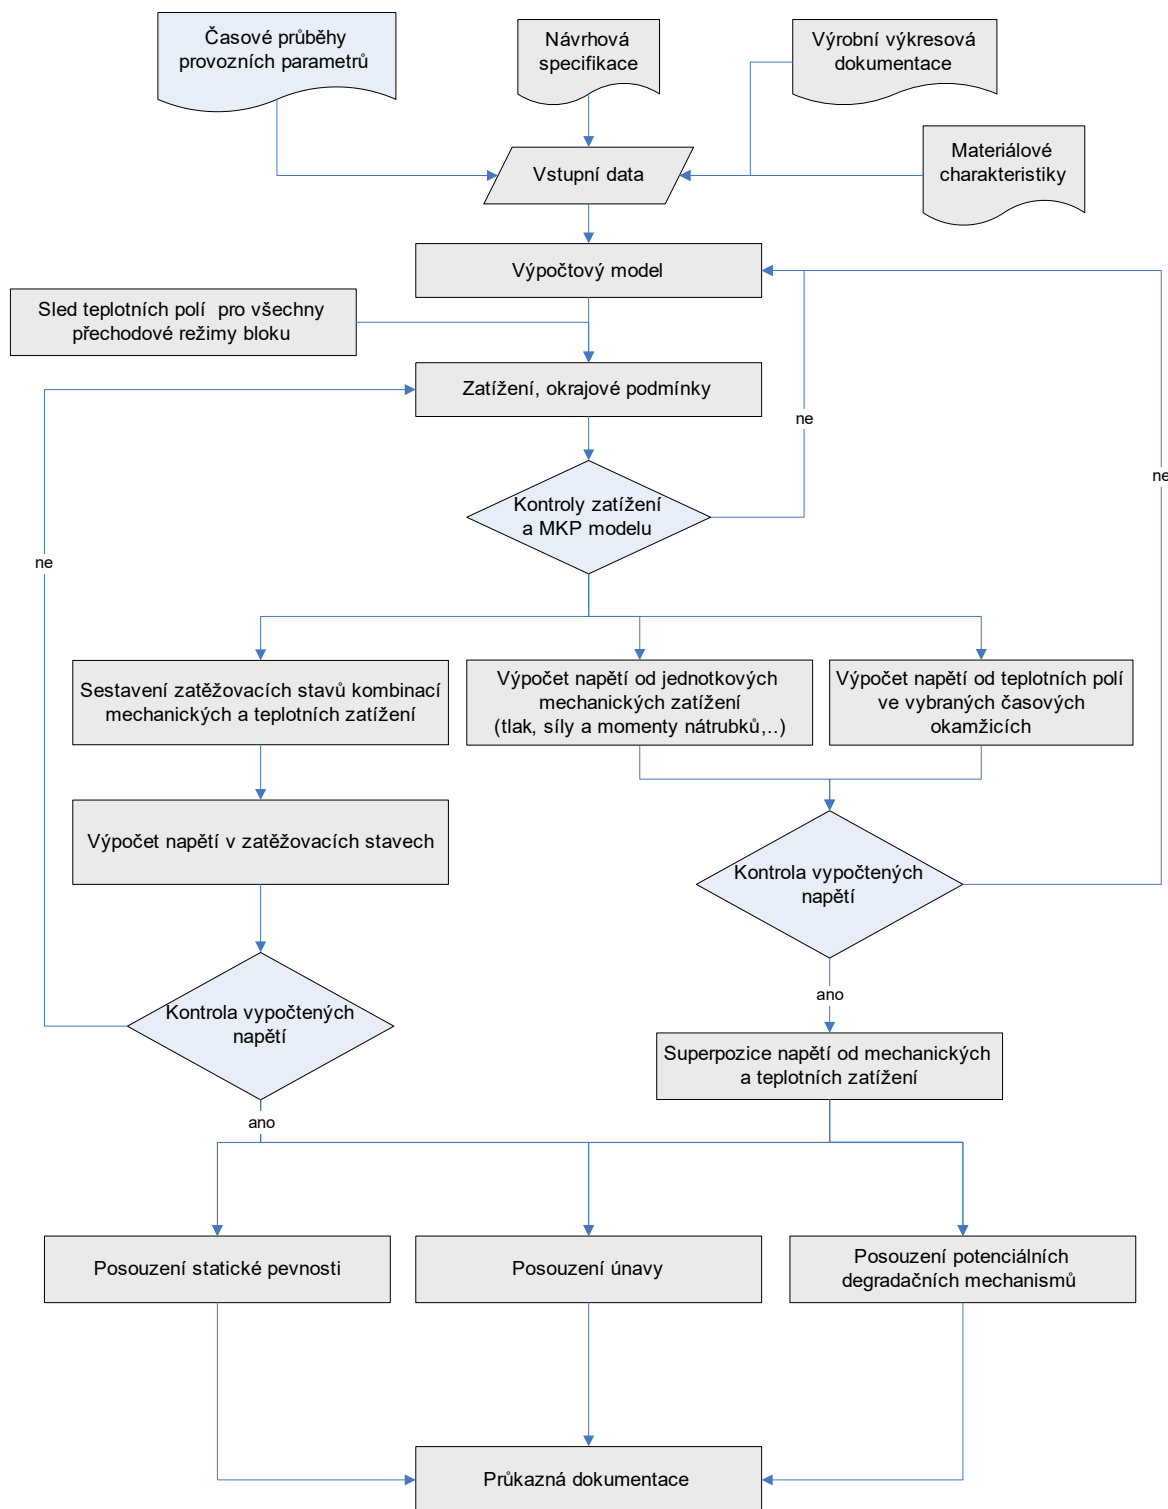 Časové průběhy
provozních parametrů
Návrhová
specifikace
Výrobní výkresová
dokumentace
Materiálové
charakteristiky
Vstupní data
Výpočtový model
Sled teplotních polí  pro všechny
přechodové režimy bloku
Zatížení, okrajové podmínky
ne
ne
Kontroly zatížení
a MKP modelu
ne
Sestavení zatěžovacích stavů kombinací
mechanických a teplotních zatížení
Výpočet napětí od jednotkových
mechanických zatížení
(tlak, síly a momenty nátrubků,..)
Výpočet napětí od teplotních polí
ve vybraných časových
okamžicích
Výpočet napětí v zatěžovacích stavech
Kontrola vypočtených
napětí
ano
Kontrola vypočtených
napětí
Superpozice napětí od mechanických
a teplotních zatížení
ano
Posouzení statické pevnosti
Posouzení únavy
Posouzení potenciálních
degradačních mechanismů
Průkazná dokumentace